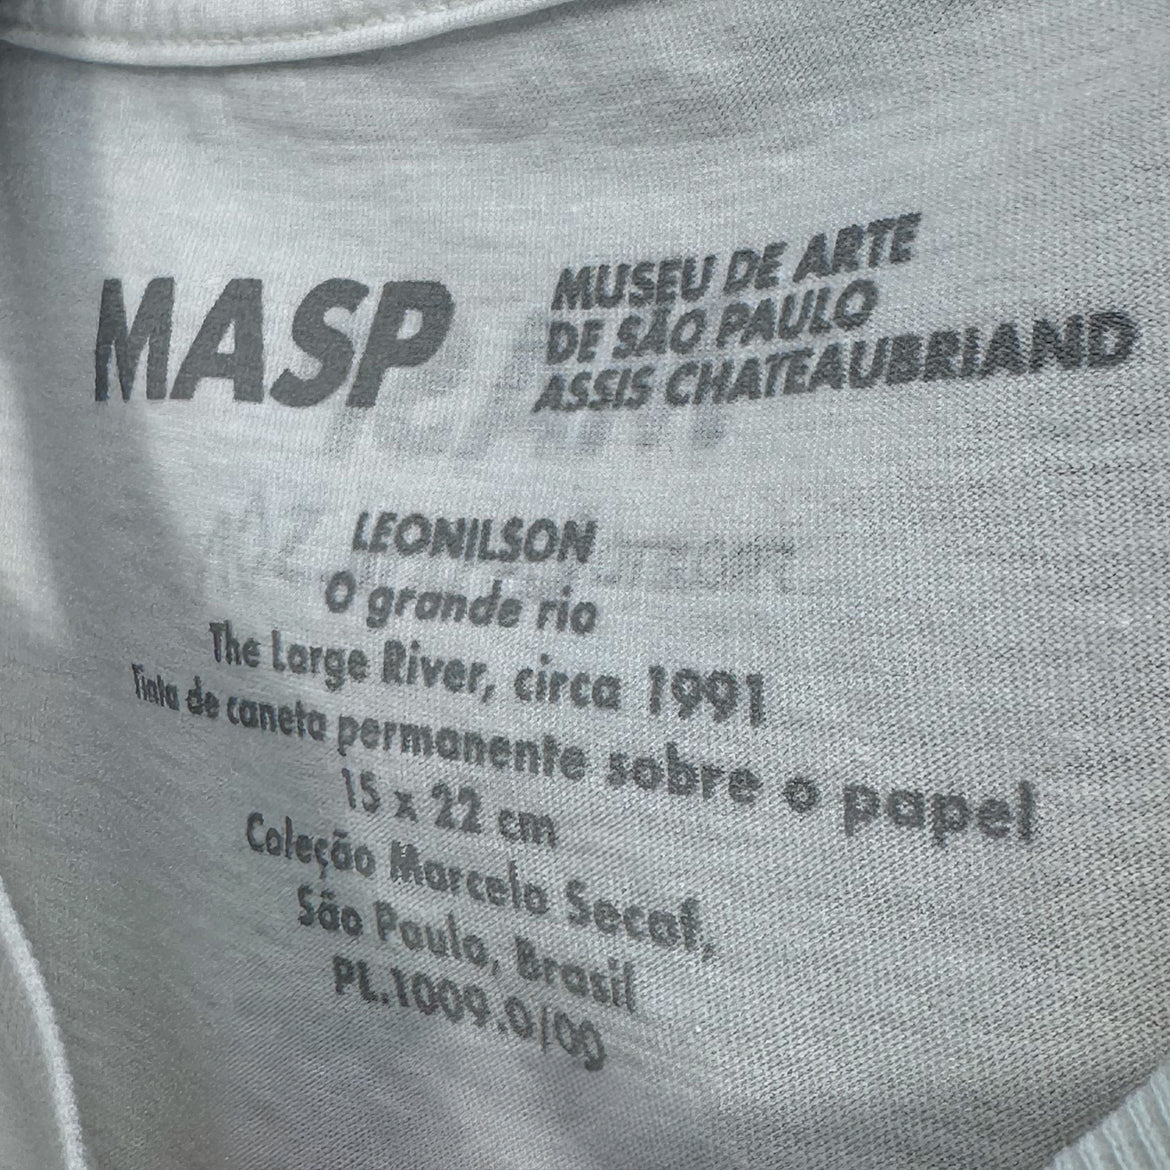 MASP
MUSEU DE ARTE
DE SÃO PAULO
ASSIS CHATEAUBRIAND
LEONILSON
O grande rio
The Large River, circa 1991
Tinta de caneta permanente sobre o papel
15 x 22 cm
Coleção Marcelo Secaf,
São Paulo, Brasil
PL.1009.0/00